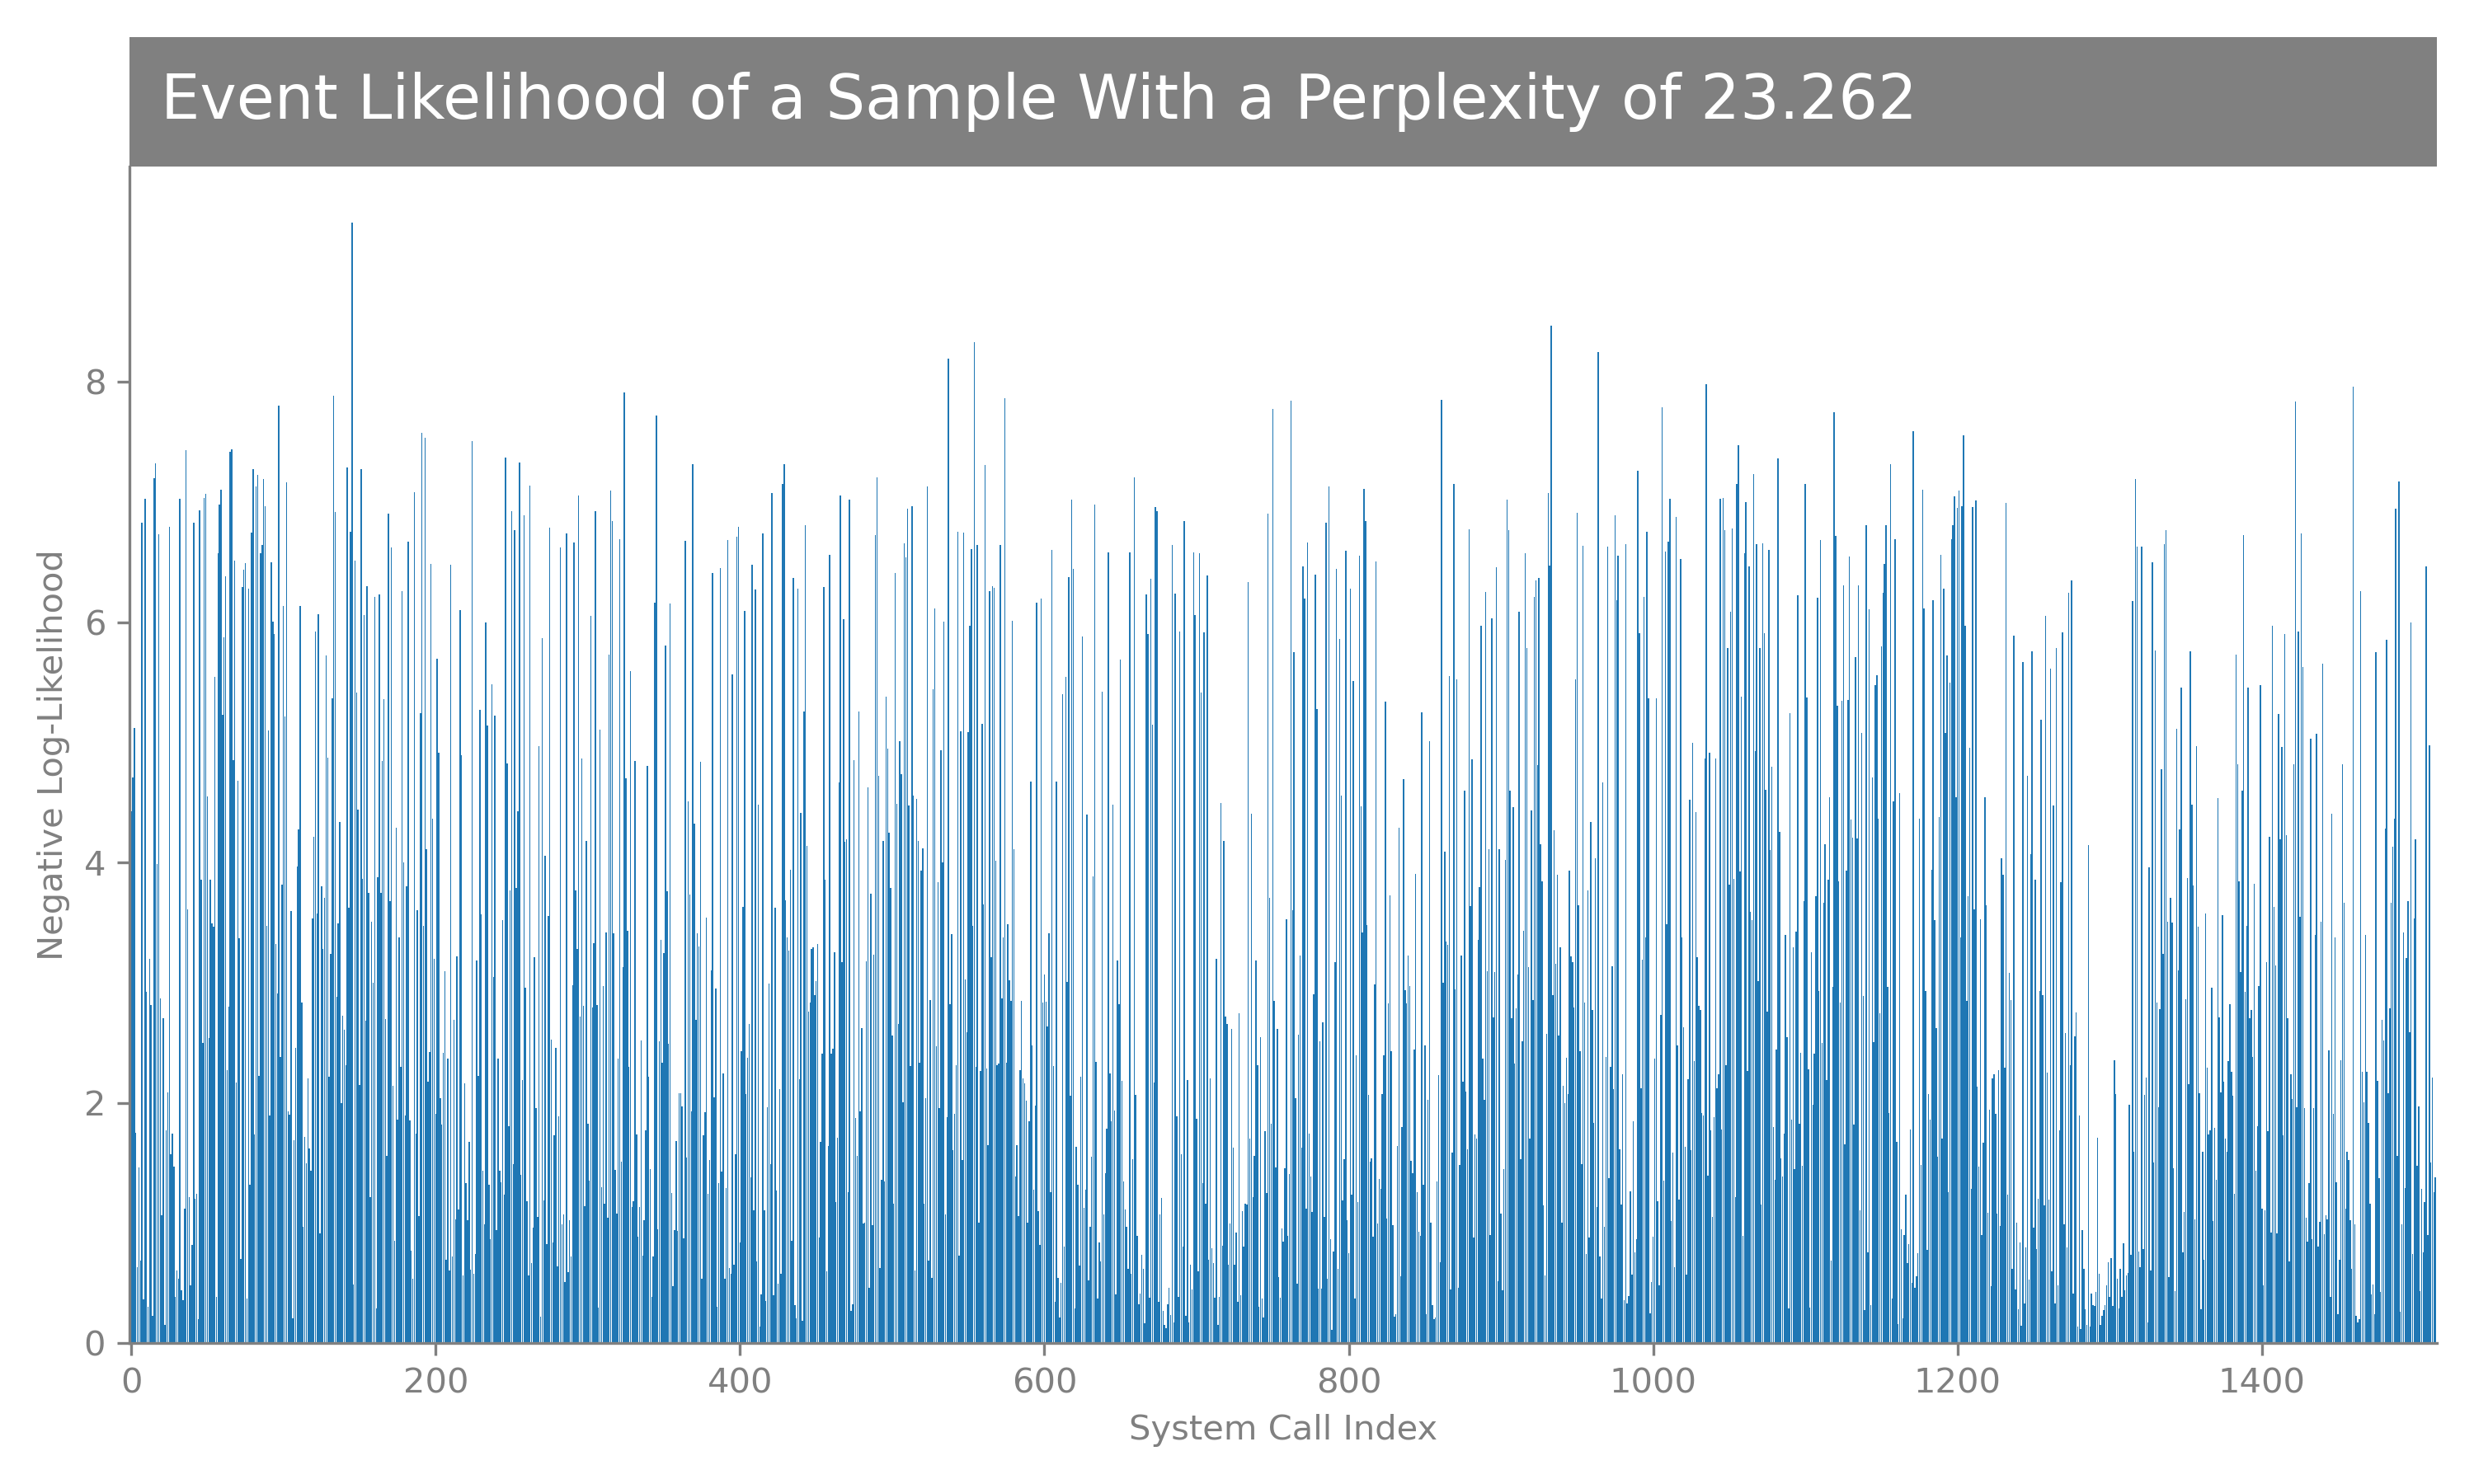 Event Likelihood of a Sample With a Perplexity of 23.262
8
6
4
2
0
Negative Log-Likelihood
0 200 400 600 800 1000 1200 1400
System Call Index